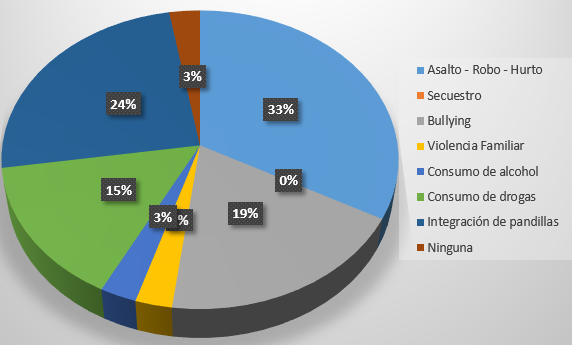 3%
33%
24%
0%
15%
19%
3%
%
Asalto - Robo - Hurto
Secuestro
Bullying
Violencia Familiar
Consumo de alcohol
Consumo de drogas
Integración de pandillas
Ninguna